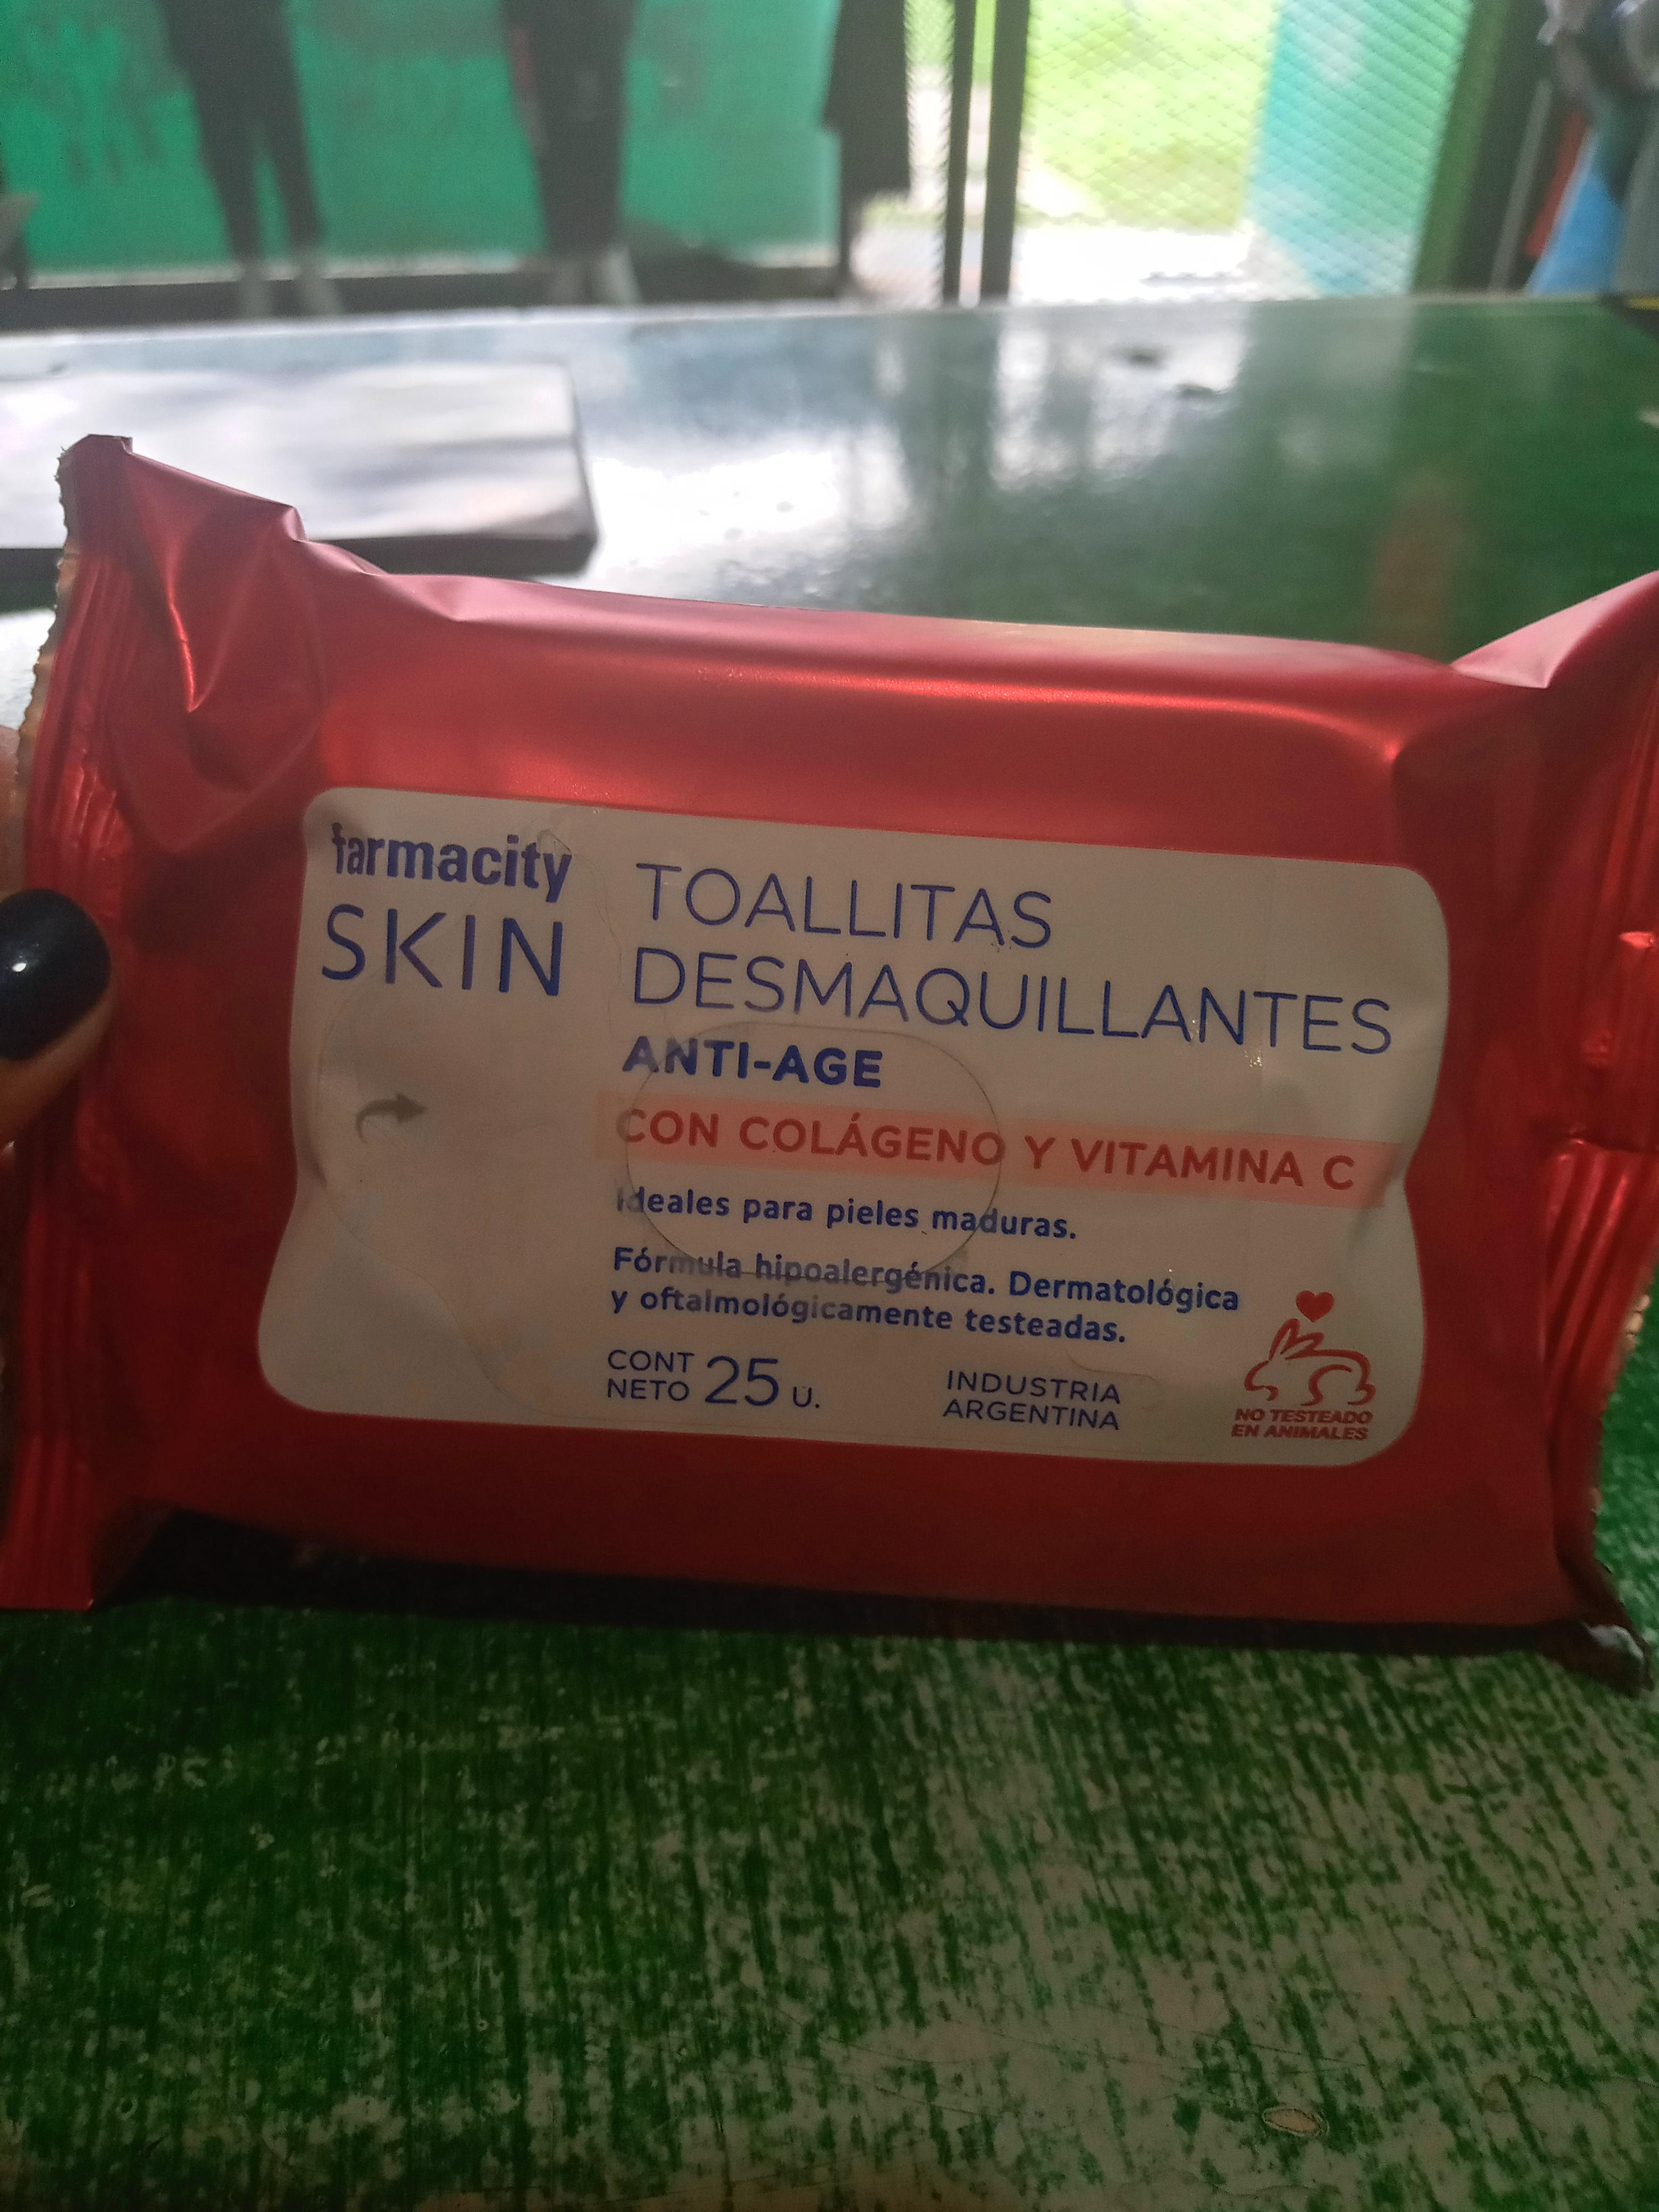 farmacity
SKIN
TOALLITAS
DESMAQUILLANTES
ANTI-AGE
CON COLÁGENO Y VITAMINA C
Ideales para pieles maduras.
Fórmula hipoalergénica. Dermatológica
y oftalmológicamente testeadas.
CONT
NETO 25 U.
INDUSTRIA
ARGENTINA
NO TESTEADO
EN ANIMALES